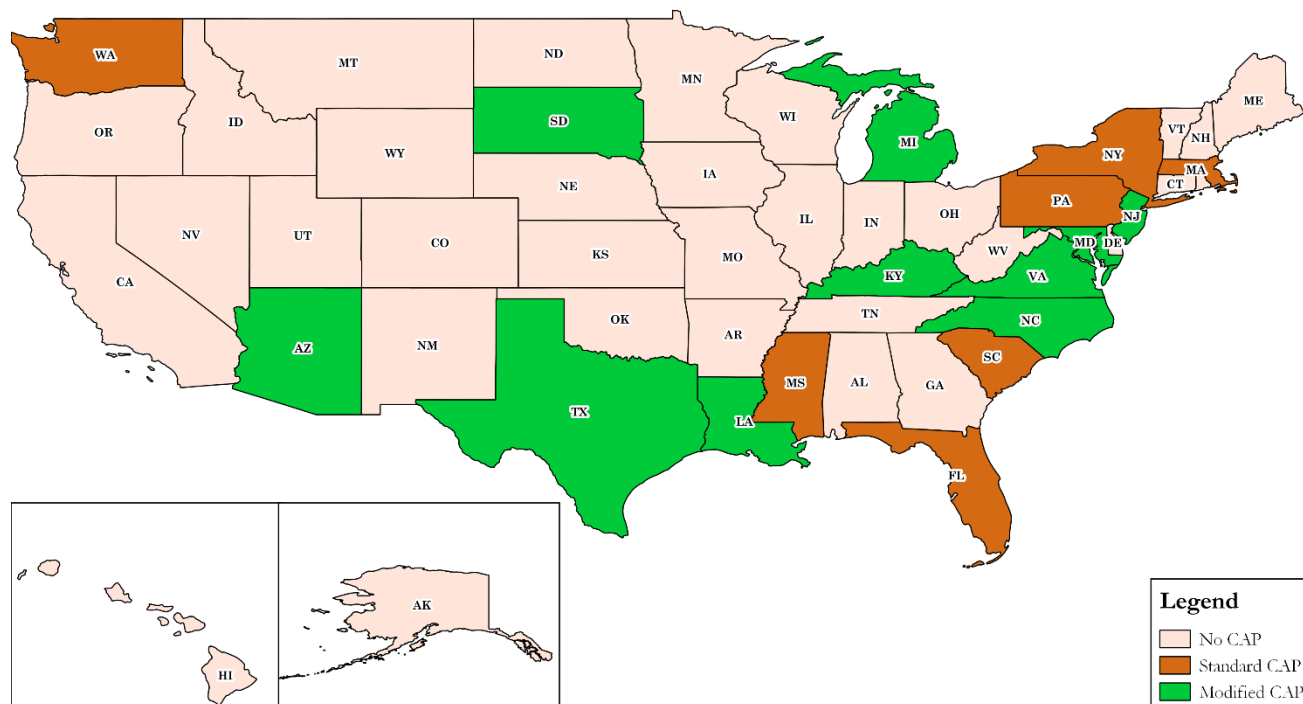 WA
MT
ND
MN
ME
OR
ID
SD
WI
VT
NH
WY
MI
NY
MA
CT
IA
NE
PA
NJ
NV
UT
CO
IL
IN
OH
MD
DE
WV
KS
MO
CA
KY
VA
OK
TN
NC
AZ
NM
AR
SC
MS
AL
GA
TX
LA
FL
AK
HI
Legend
No CAP
Standard CAP
Modified CAP